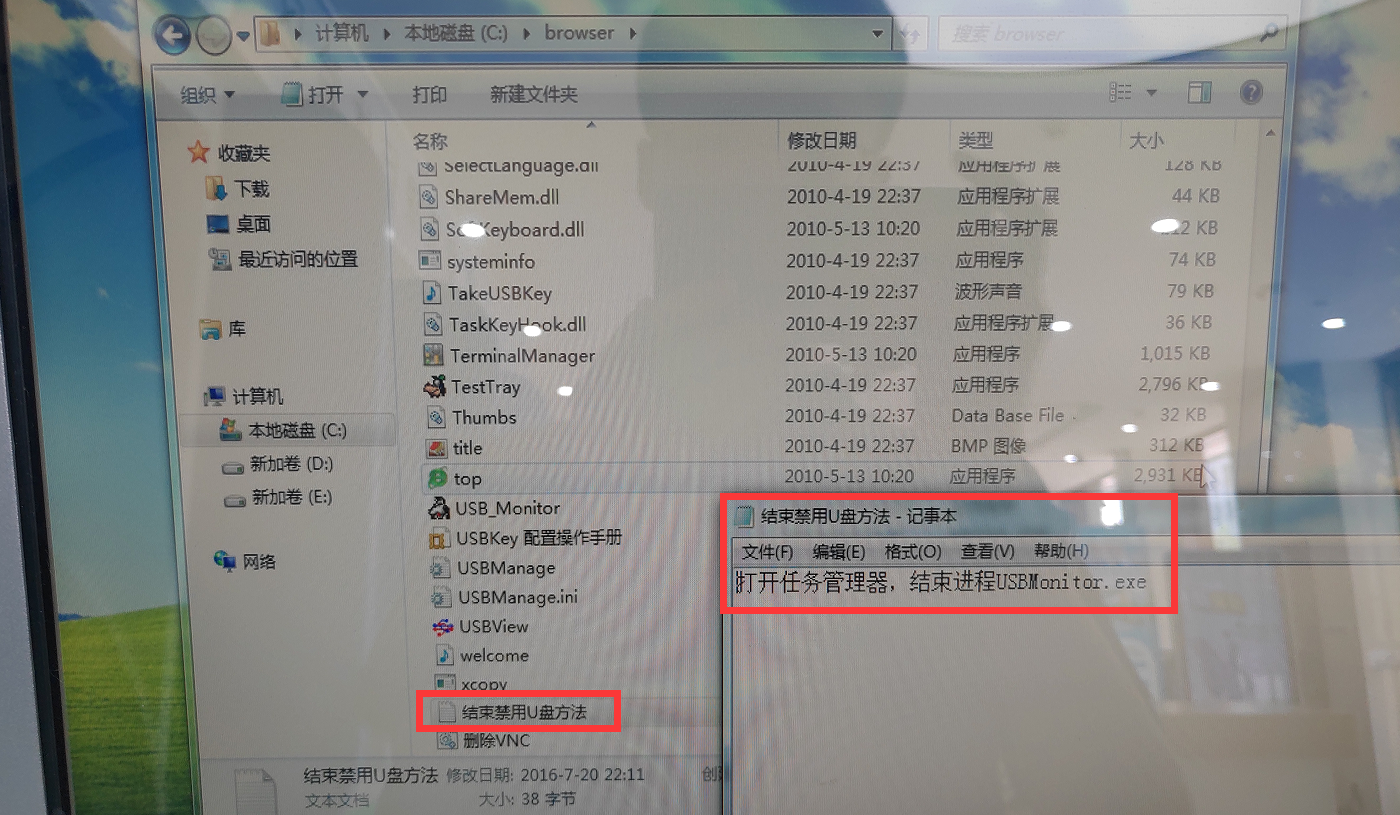 计算机 本地磁盘 (C:) browser
搜索 browser
组织 打开 打印 新建文件夹
名称 修改日期 类型 大小
收藏夹
下载
桌面
最近访问的位置
库
计算机
本地磁盘 (C:)
新加卷 (D:)
新加卷 (E:)
网络
SelectLanguage.dll 2010-4-19 22:37 应用程序扩展 128 KB
ShareMem.dll 2010-4-19 22:37 应用程序扩展 44 KB
Keyboard.dll 2010-5-13 10:20 应用程序扩展 KB
systeminfo 2010-4-19 22:37 应用程序 74 KB
TakeUSBKey 2010-4-19 22:37 波形声音 79 KB
TaskKeyHook.dll 2010-4-19 22:37 应用程序扩展 36 KB
TerminalManager 2010-5-13 10:20 应用程序 1,015 KB
TestTray 2010-4-19 22:37 应用程序 2,796 KB
Thumbs 2010-4-19 22:37 Data Base File 32 KB
title 2010-4-19 22:37 BMP 图像 312 KB
top 2010-5-13 10:20 应用程序 2,931 KB
USB_Monitor
USBKey 配置操作手册
USBManage
USBManage.ini
USBView
welcome
xcopy
结束禁用U盘方法
删除VNC
结束禁用U盘方法 - 记事本
文件(F) 编辑(E) 格式(O) 查看(V) 帮助(H)
打开任务管理器，结束进程USBMonitor.exe
结束禁用U盘方法 修改日期: 2016-7-20 22:11 创
文本文档 大小: 38 字节